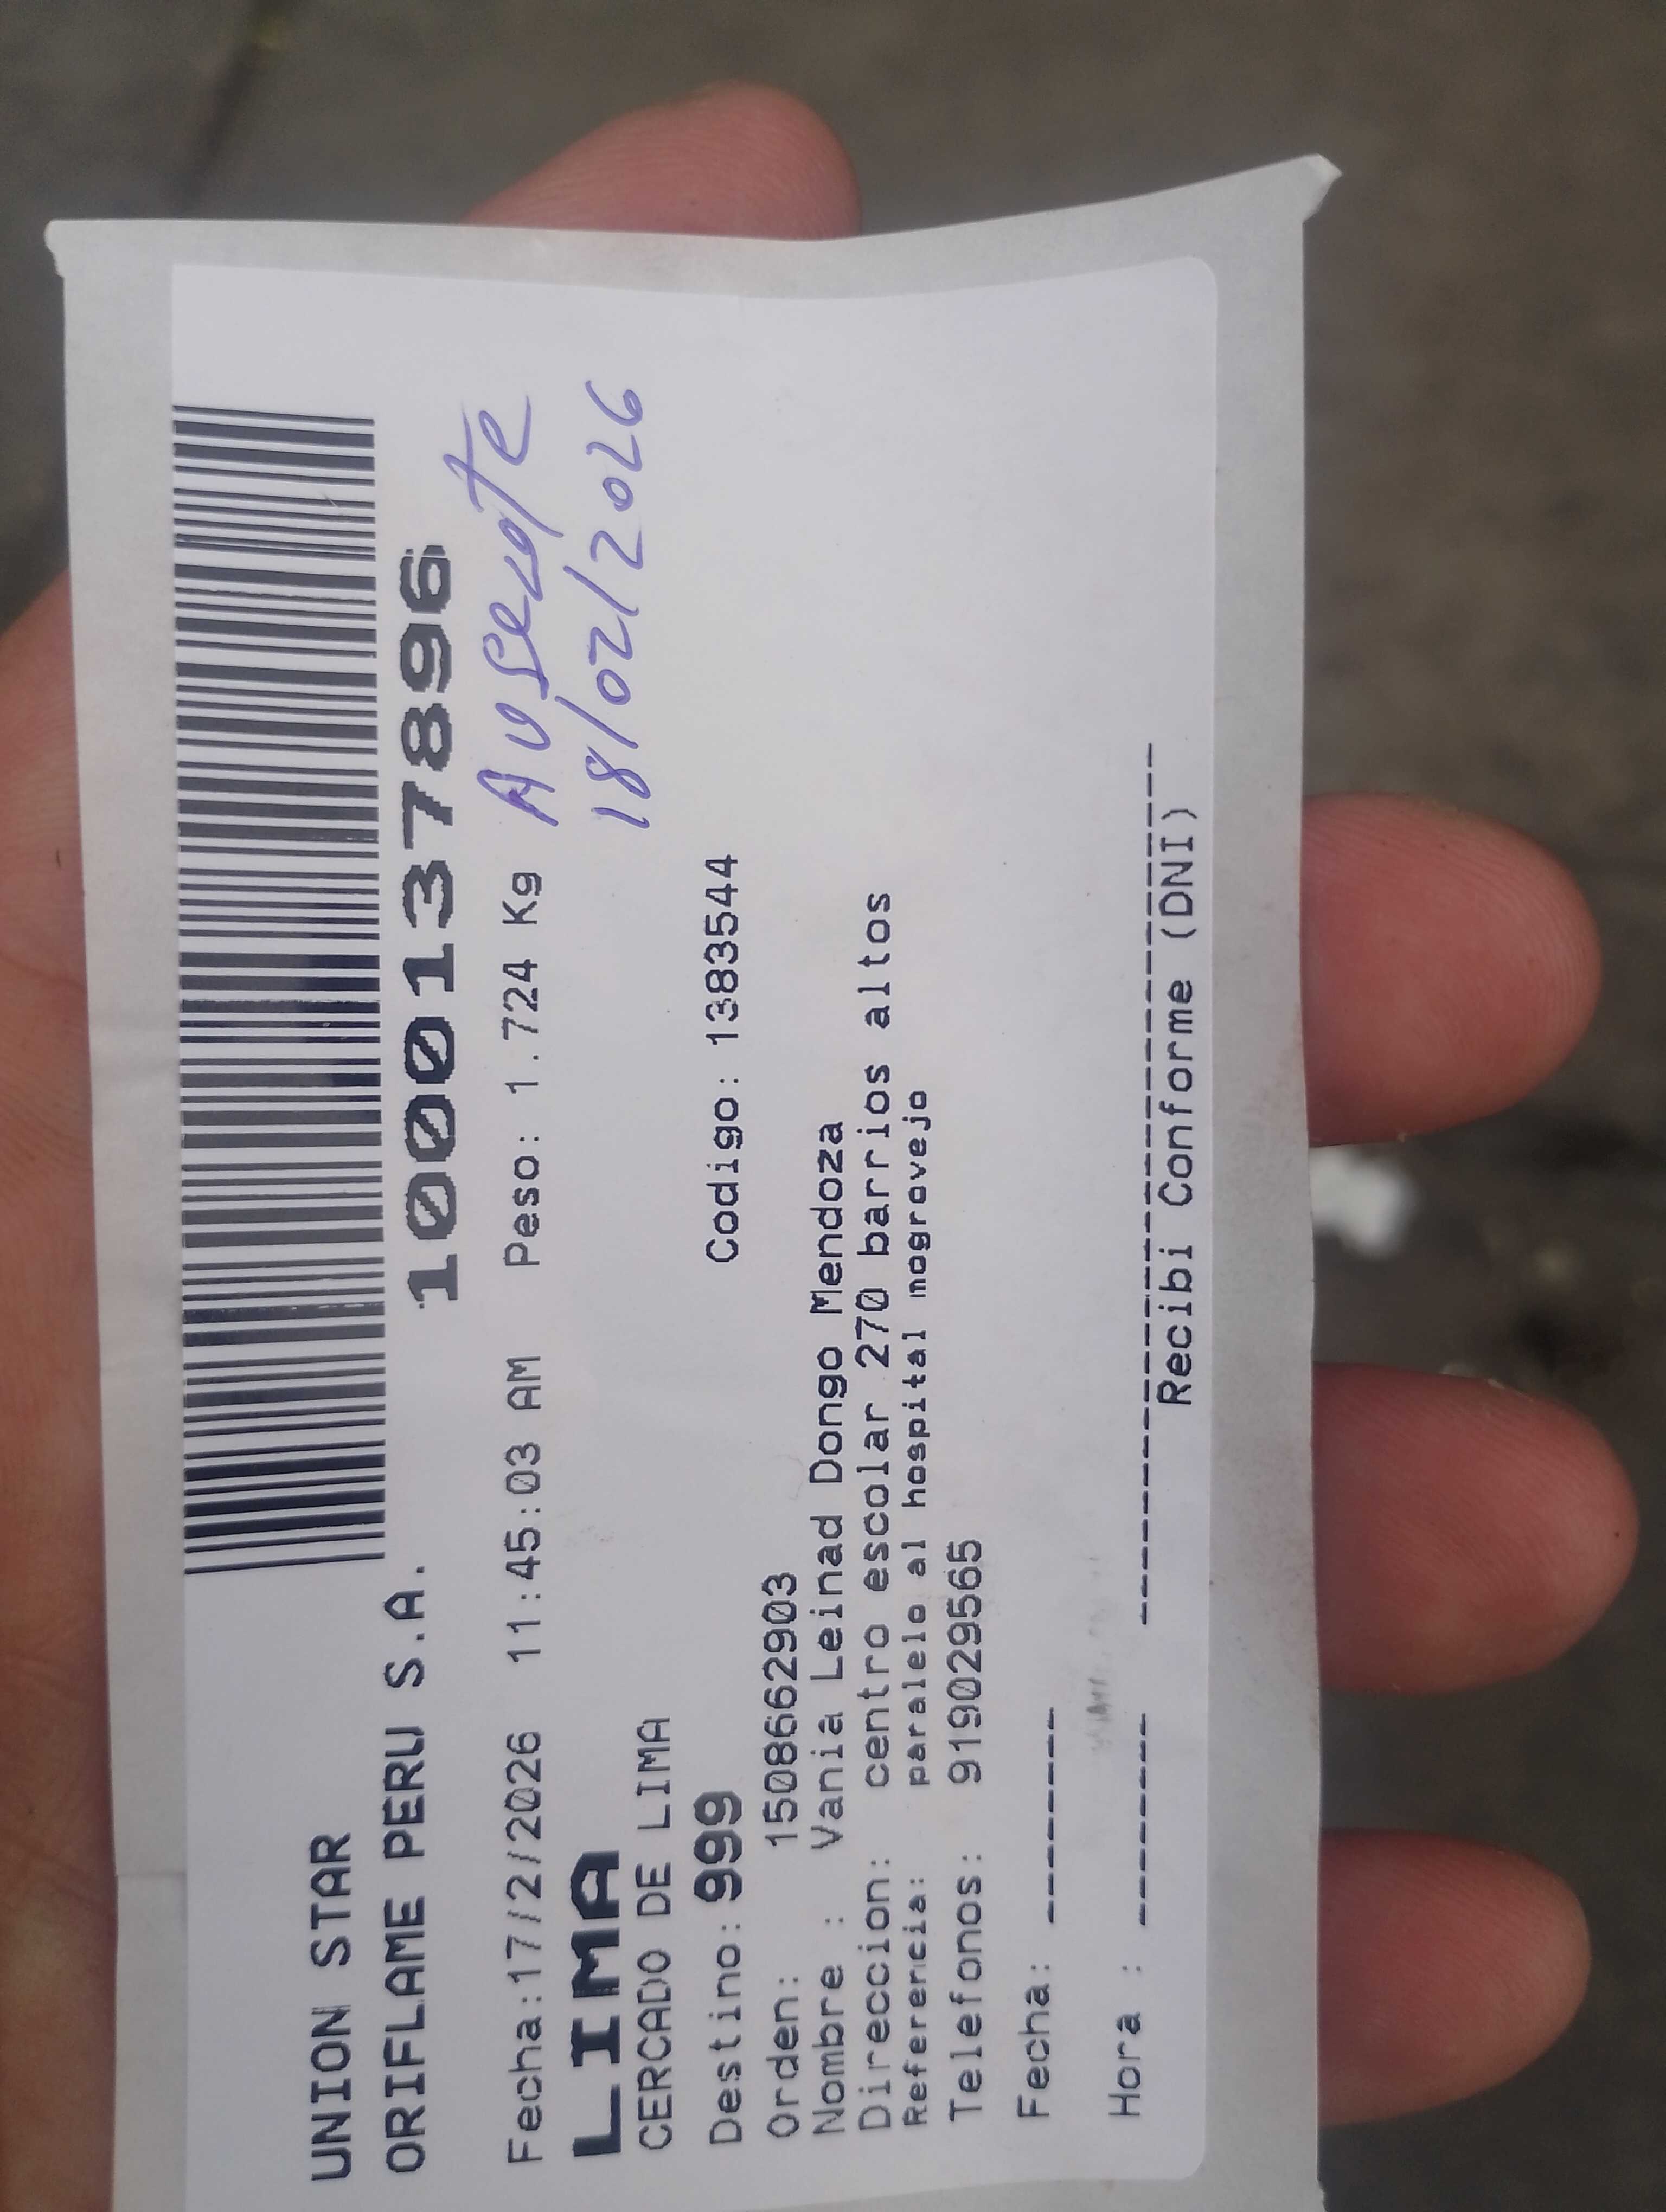 UNION STAR
ORIFLAME PERU S.A.
1000137896
Fecha:17/2/2026 11:45:03 AM Peso: 1.724 Kg
Ausente
18/02/2026
LIMA
CERCADO DE LIMA
Destino: 999 Codigo: 1383544
Orden: 1508662903
Nombre : Vania Leinad Dongo Mendoza
Direccion: centro escolar 270 barrios altos
Referencia: paralelo al hospital mogrovejo
Telefonos: 919029565
Fecha: --------
Hora : --------
Recibi Conforme (DNI)